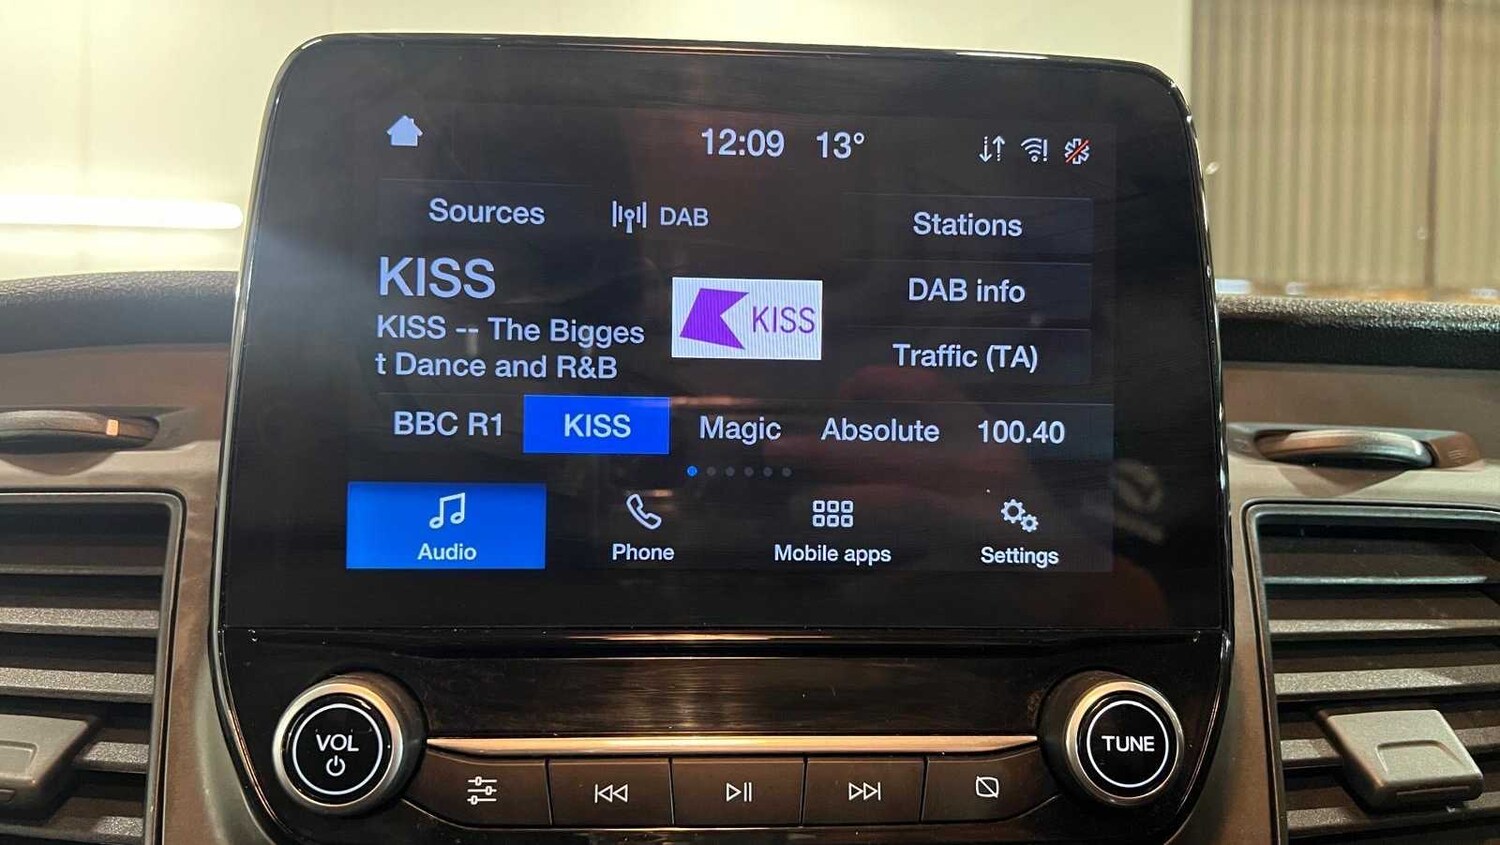 12:09 13°
Sources DAB Stations
KISS
KISS -- The Bigges
t Dance and R&B
KISS
DAB info
Traffic (TA)
BBC R1 KISS Magic Absolute 100.40
Audio Phone Mobile apps Settings
VOL
TUNE